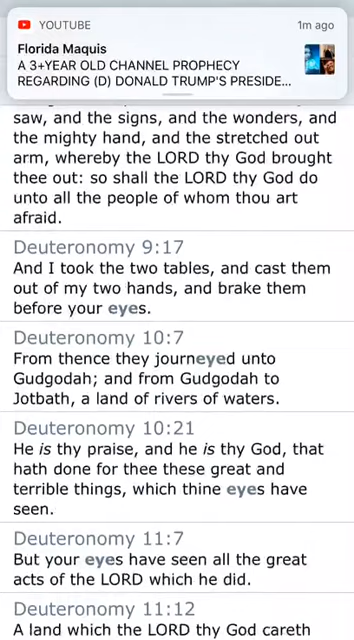 YOUTUBE
1m ago
Florida Maquis
A 3+YEAR OLD CHANNEL PROPHECY
REGARDING (D) DONALD TRUMP'S PRESIDE...
saw, and the signs, and the wonders, and
the mighty hand, and the stretched out
arm, whereby the LORD thy God brought
thee out: so shall the LORD thy God do
unto all the people of whom thou art
afraid.
Deuteronomy 9:17
And I took the two tables, and cast them
out of my two hands, and brake them
before your eyes.
Deuteronomy 10:7
From thence they journeyed unto
Gudgodah; and from Gudgodah to
Jotbath, a land of rivers of waters.
Deuteronomy 10:21
He is thy praise, and he is thy God, that
hath done for thee these great and
terrible things, which thine eyes have
seen.
Deuteronomy 11:7
But your eyes have seen all the great
acts of the LORD which he did.
Deuteronomy 11:12
A land which the LORD thy God careth